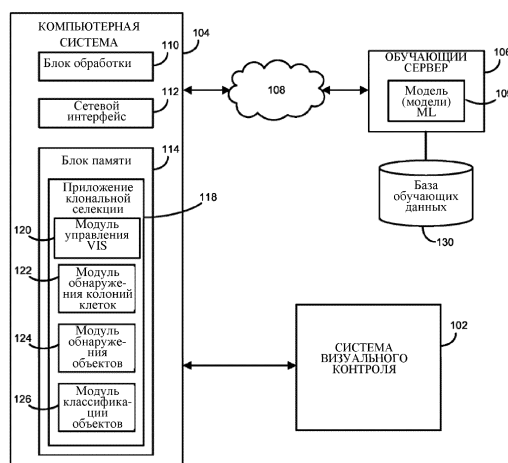 КОМПЬЮТЕРНАЯ
СИСТЕМА
104
Блок обработки
110
Сетевой
интерфейс
112
Блок памяти
114
Приложение
клональной
селекции
118
120
Модуль
управления
VIS
122
Модуль
обнаруже-
ния колоний
клеток
124
Модуль
обнаружения
объектов
126
Модуль
классифика-
ции
объектов
108
ОБУЧАЮЩИЙ
СЕРВЕР
106
Модель
(модели)
ML
База
обучающих
данных
130
СИСТЕМА
ВИЗУАЛЬНОГО
КОНТРОЛЯ
102